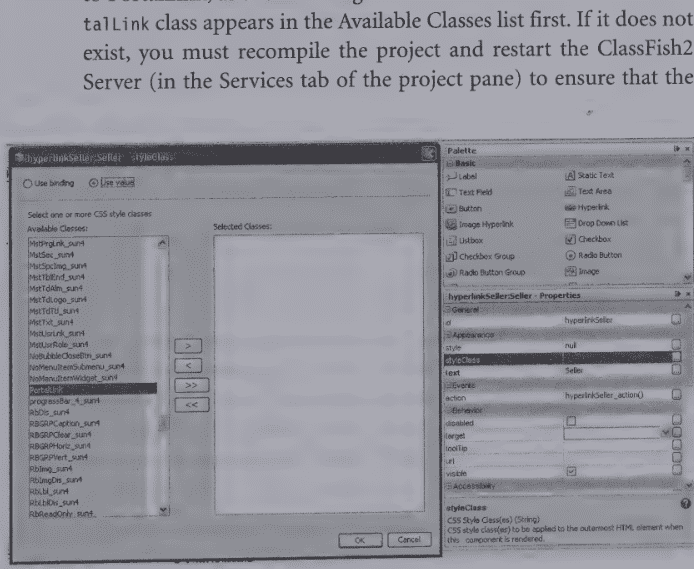 talLink class appears in the Available Classes list first. If it does not
exist, you must recompile the project and restart the ClassFish2
Server (in the Services tab of the project pane) to ensure that the
hyperlinkSeller:Seller - styleClass
Use binding Use value
Select one or more CSS style classes
Available Classes: Selected Classes:
MstPrgLnk_sun4
MstSec_sun4
MstSpcImg_sun4
MstTblEnd_sun4
MstTdAlm_sun4
MstTdLogo_sun4
MstTdTtl_sun4
MstTxt_sun4
MstUsrLnk_sun4
MstUsrRole_sun4
NoBubbleCloseBtn_sun4
NoMenuItemSubmenu_sun4
NoMenuItemWidget_sun4
PortalLink
progressBar_4_sun4
RbDis_sun4
RBGRPCaption_sun4
RBGRPClear_sun4
RBGRPHoriz_sun4
RBGRPVert_sun4
RbImg_sun4
RbImgDis_sun4
RbLbl_sun4
RbLblDis_sun4
RbReadOnly_sun4
>
<
>>
<<
OK Cancel
Palette
Basic
Label Static Text
Text Field Text Area
Button Hyperlink
Image Hyperlink Drop Down List
Listbox Checkbox
Checkbox Group Radio Button
Radio Button Group Image
hyperlinkSeller:Seller - Properties
General
id hyperlinkSeller
Appearance
style null
styleClass
text Seller
Events
action hyperlinkSeller_action()
Behavior
disabled
target
toolTip
url
visible
Accessibility
styleClass
CSS Style Class(es) (String)
CSS style class(es) to be applied to the outermost HTML element when
this component is rendered.